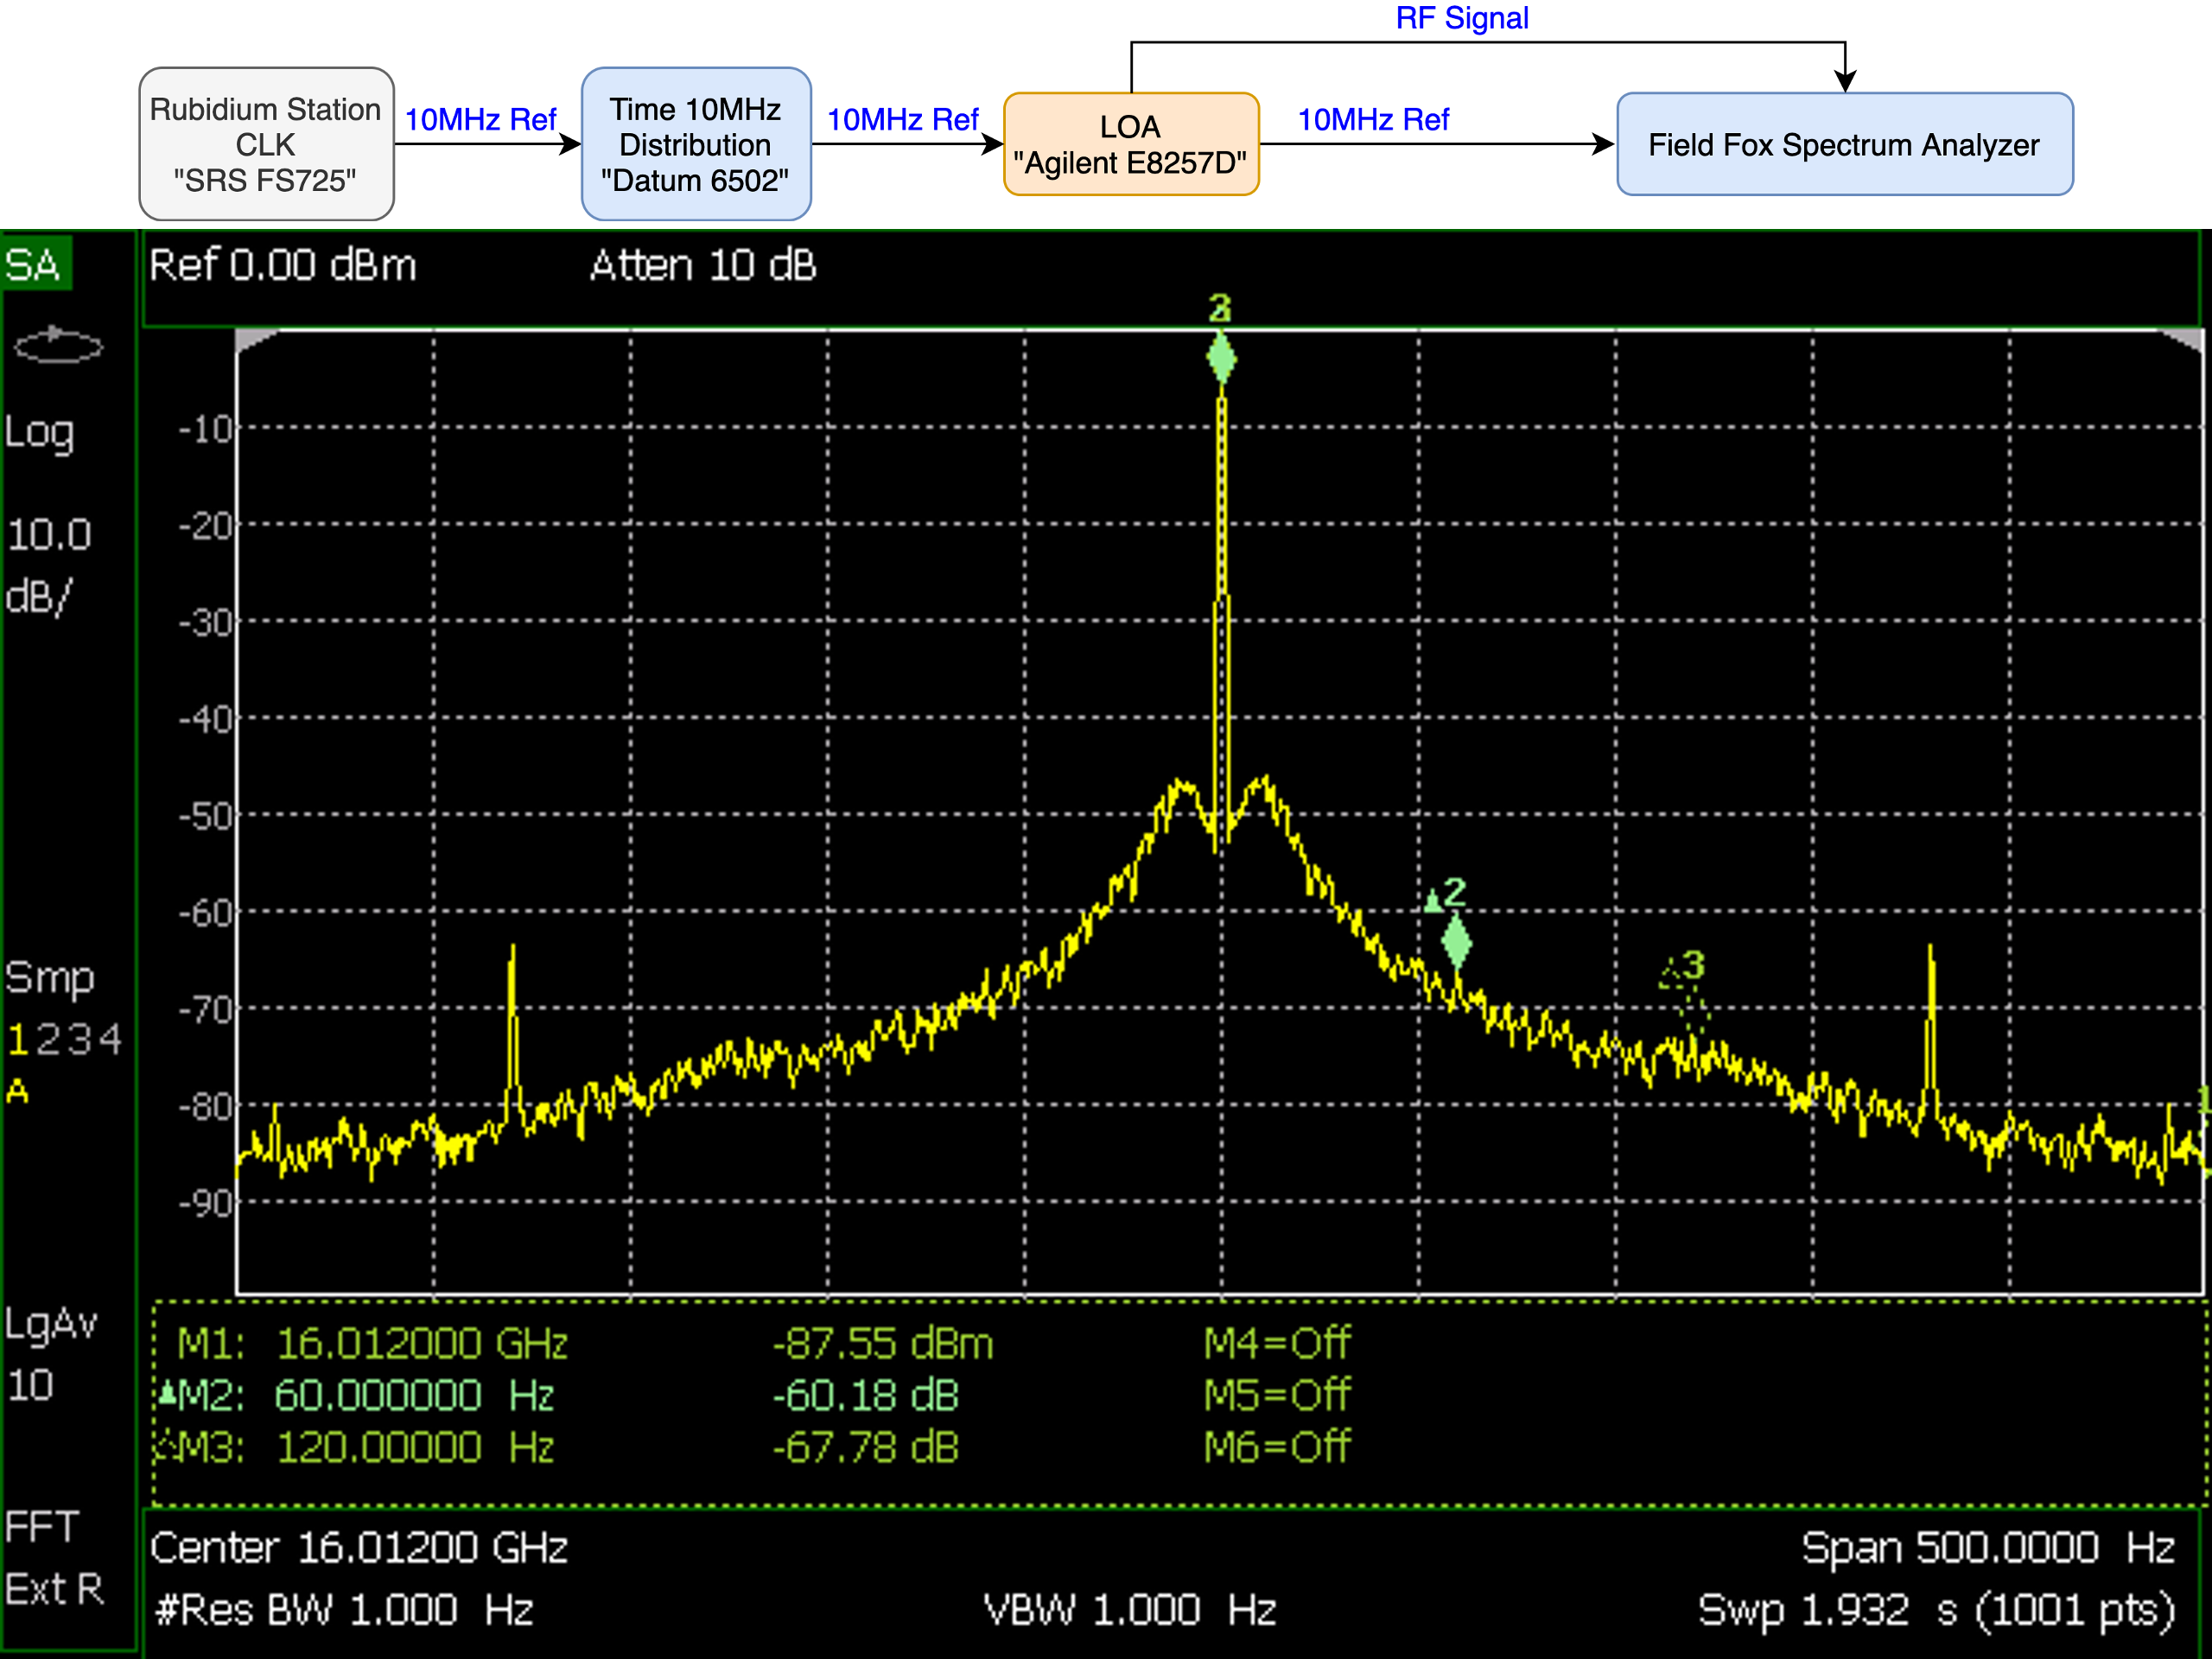 RF Signal
Rubidium Station
CLK
"SRS FS725"
10MHz Ref
Time 10MHz
Distribution
"Datum 6502"
10MHz Ref
LOA
"Agilent E8257D"
10MHz Ref
Field Fox Spectrum Analyzer
SA
Ref 0.00 dBm
Atten 10 dB
Log
10.0
dB/
Smp
1234
A
LgAv
10
FFT
Ext R
-10
-20
-30
-40
-50
-60
-70
-80
-90
2
3
1
M1: 16.012000 GHz -87.55 dBm M4=Off
M2: 60.000000 Hz -60.18 dB M5=Off
M3: 120.00000 Hz -67.78 dB M6=Off
Center 16.01200 GHz Span 500.0000 Hz
#Res BW 1.000 Hz VBW 1.000 Hz Swp 1.932 s (1001 pts)